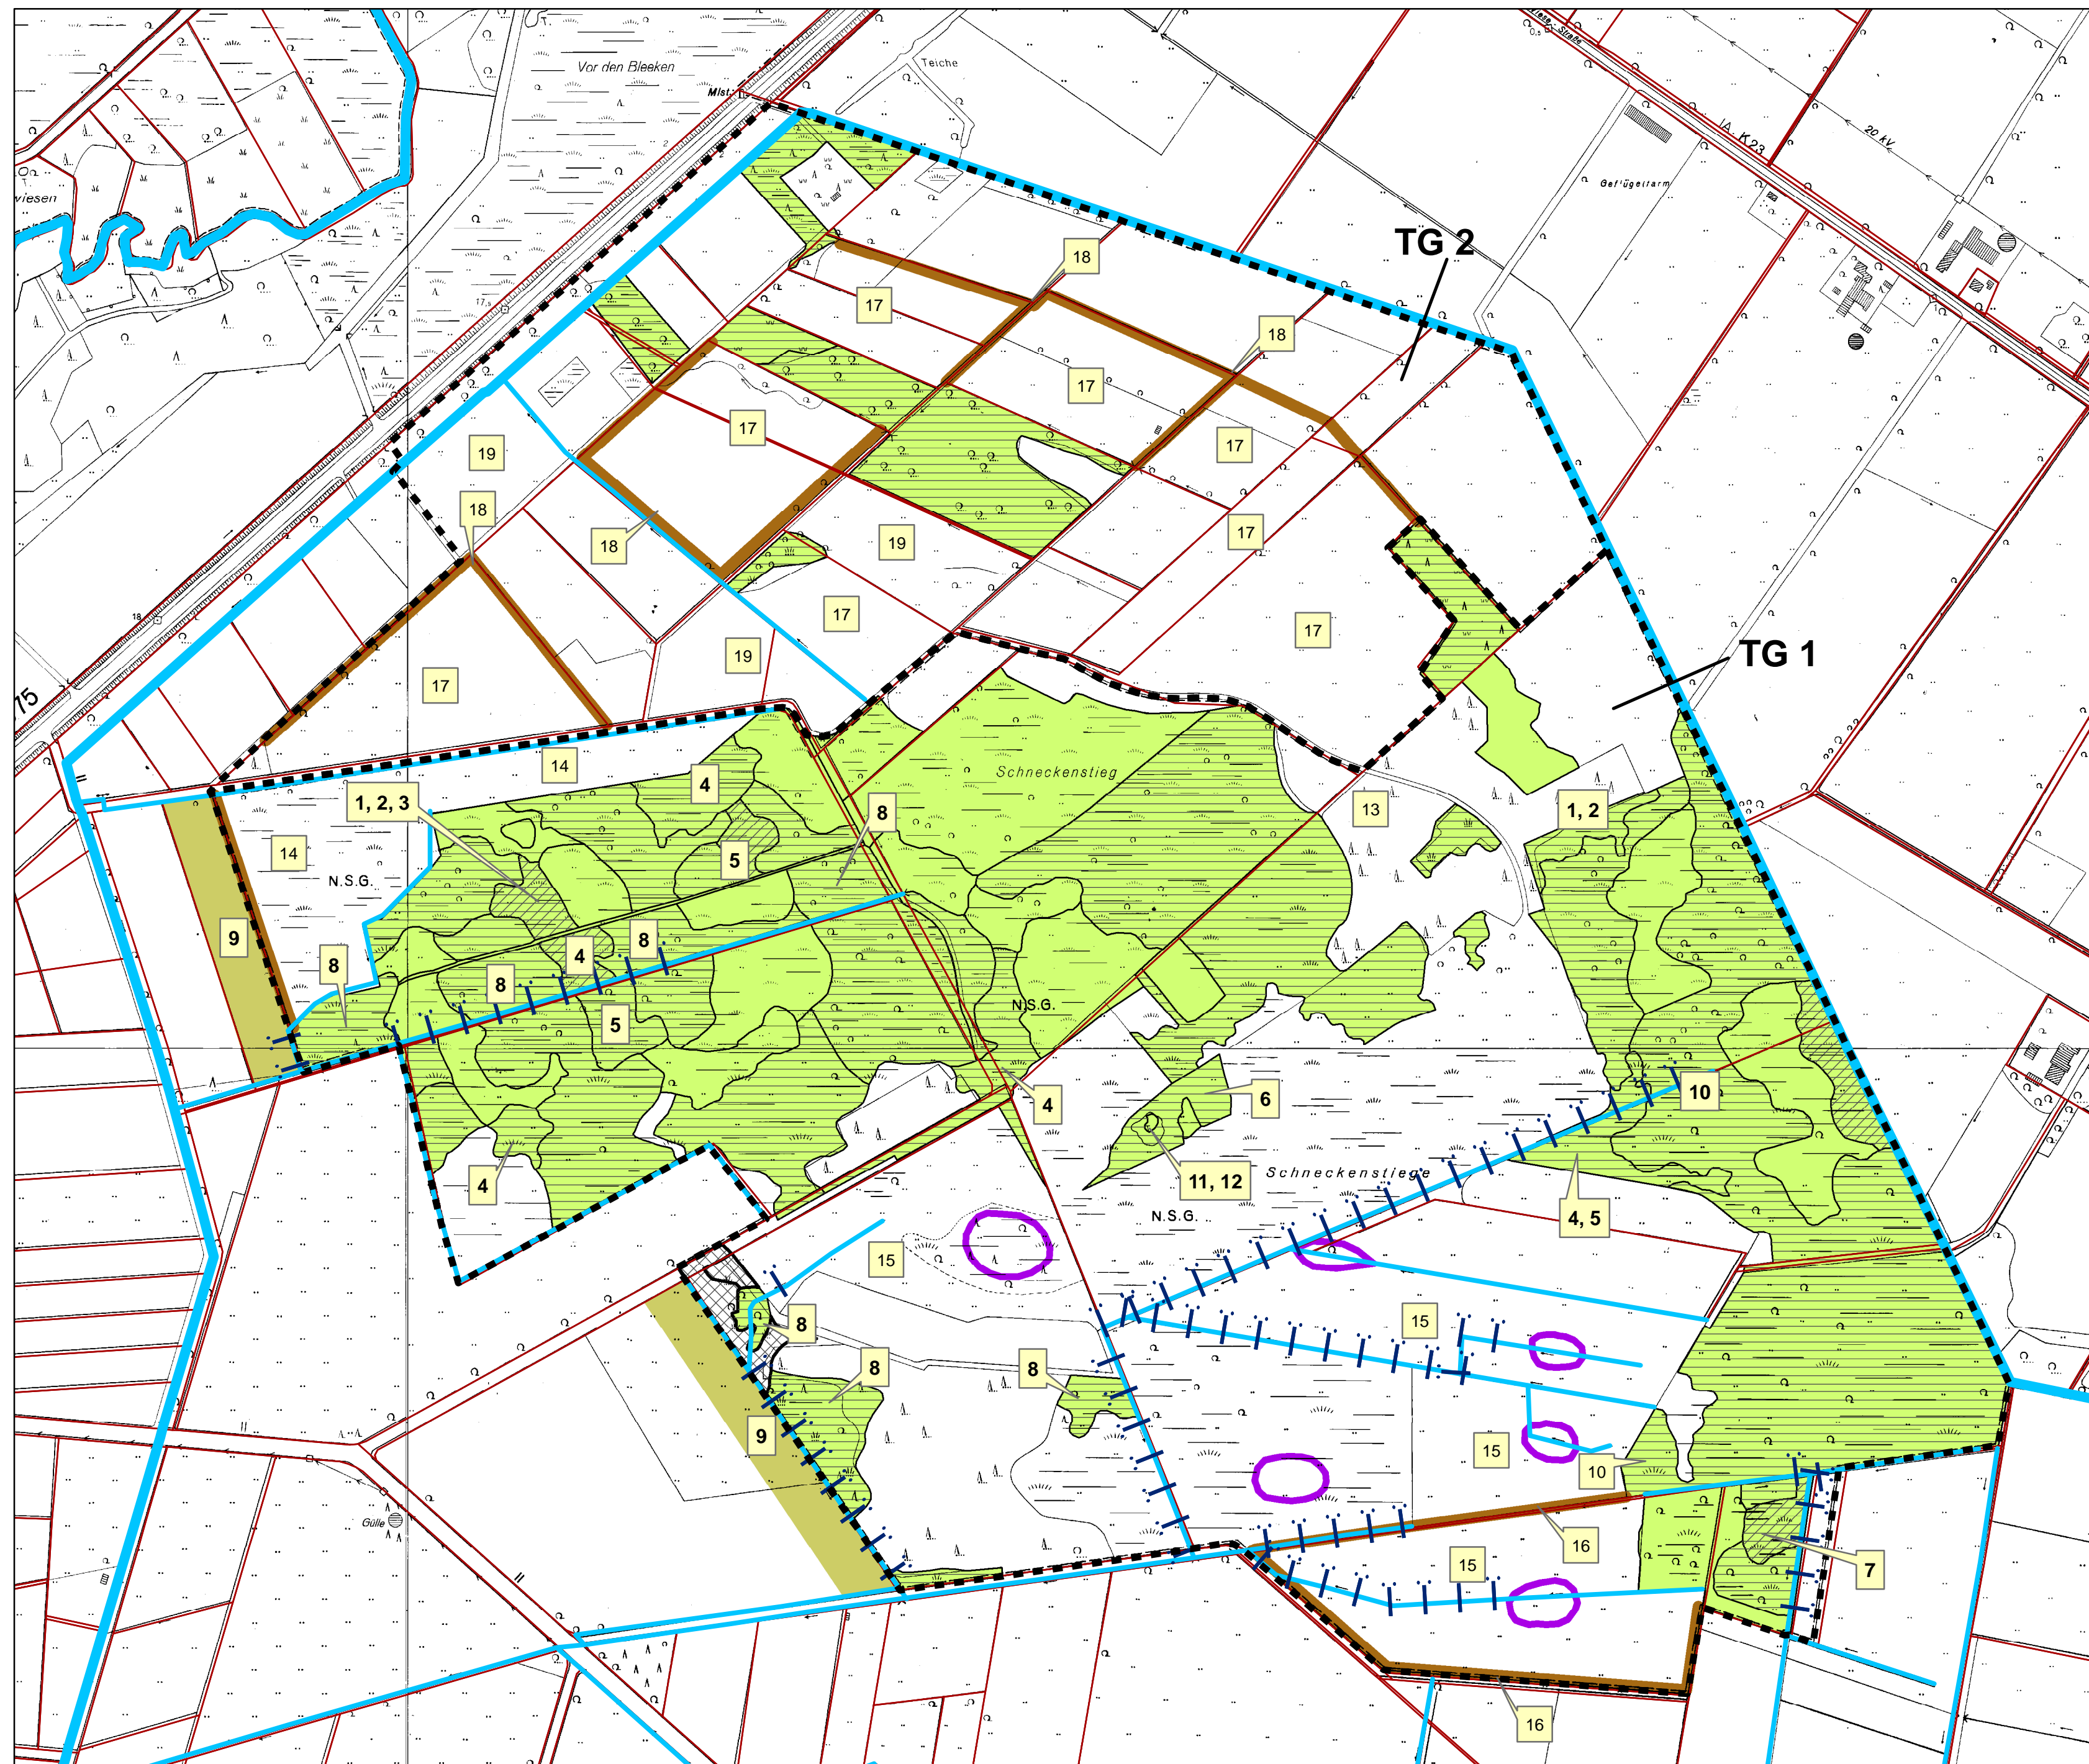 Vor den Bleeken
Teiche
Mlst.
IA. K23
20 kV
Geflügelfarm
wiesen
TG 2
18
17
18
17
17
17
19
18
18
19
17
17
17
19
17
TG 1
75
14
4
1, 2, 3
Schneckenstieg
13
1, 2
8
14
5
N.S.G.
9
8
4
8
8
5
N.S.G.
10
6
4
4
11, 12
Schneckenstiege
N.S.G.
4, 5
15
8
15
8
8
9
15
10
Gülle
16
15
7
16